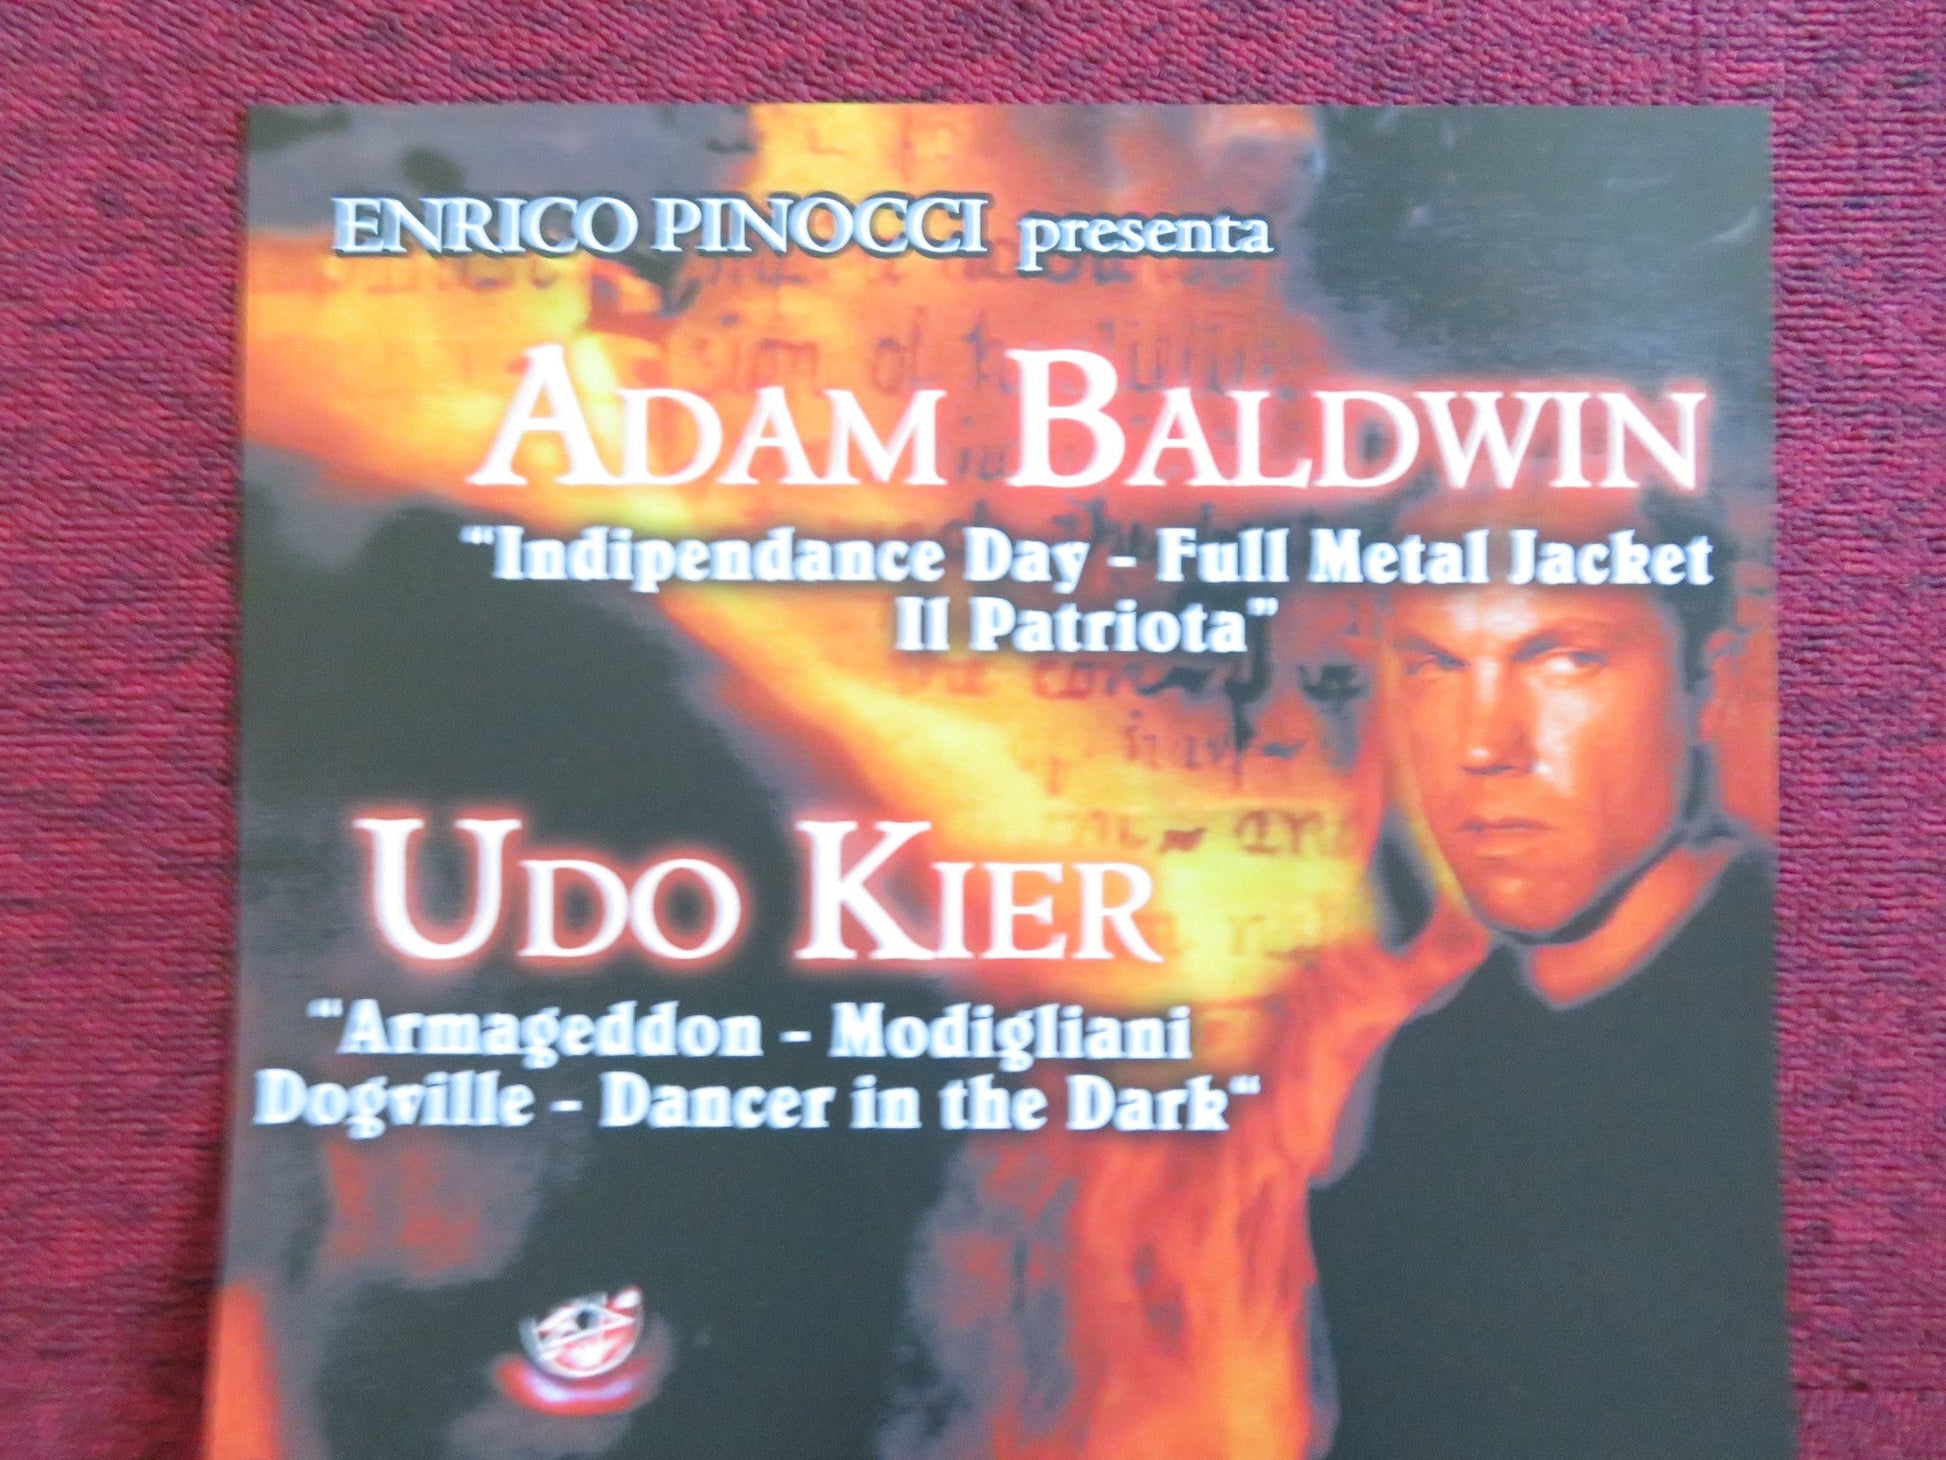 ENRICO PINOCCI presenta
ADAM BALDWIN
“Indipendance Day - Full Metal Jacket
Il Patriota”
UDO KIER
“Armageddon - Modigliani
Dogville - Dancer in the Dark“